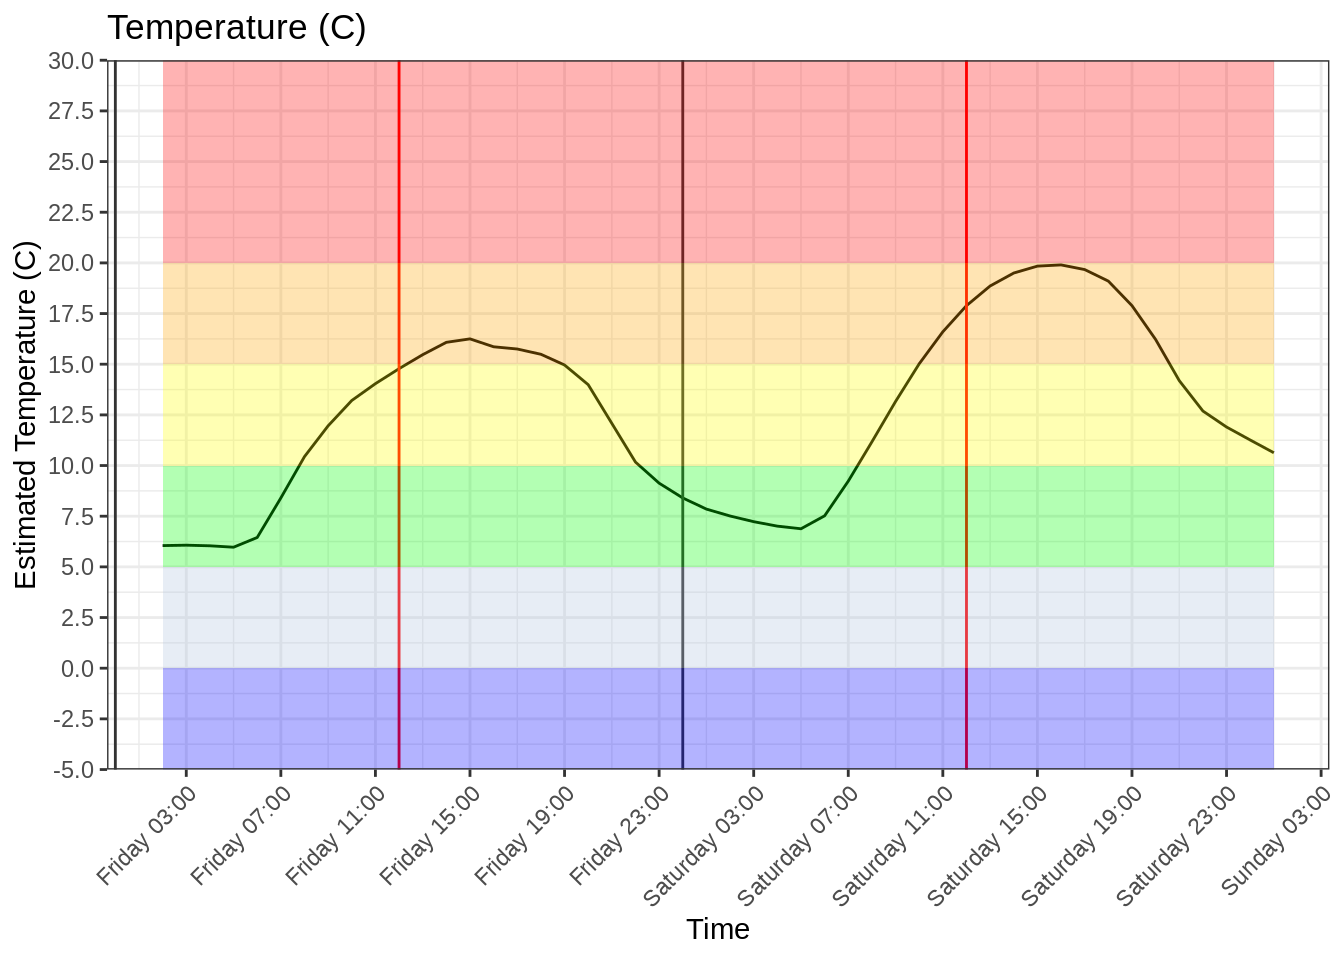 Temperature (C)
30.0
27.5
25.0
22.5
20.0
17.5
15.0
12.5
10.0
7.5
5.0
2.5
0.0
-2.5
-5.0
Estimated Temperature (C)
Friday 03:00
Friday 07:00
Friday 11:00
Friday 15:00
Friday 19:00
Friday 23:00
Saturday 03:00
Saturday 07:00
Saturday 11:00
Saturday 15:00
Saturday 19:00
Saturday 23:00
Sunday 03:00
Time